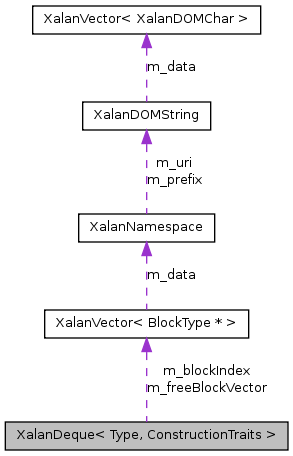 XalanVector< XalanDOMChar >
m_data
XalanDOMString
m_uri
m_prefix
XalanNamespace
m_data
XalanVector< BlockType * >
m_blockIndex
m_freeBlockVector
XalanDeque< Type, ConstructionTraits >